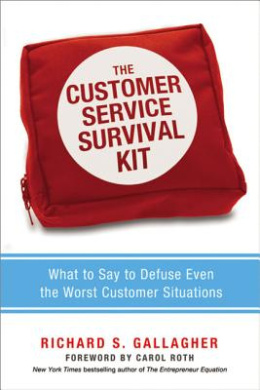 THE
CUSTOMER
SERVICE
SURVIVAL
KIT
What to Say to Defuse Even
the Worst Customer Situations
RICHARD S. GALLAGHER
FOREWORD BY CAROL ROTH
New York Times bestselling author of The Entrepreneur Equation